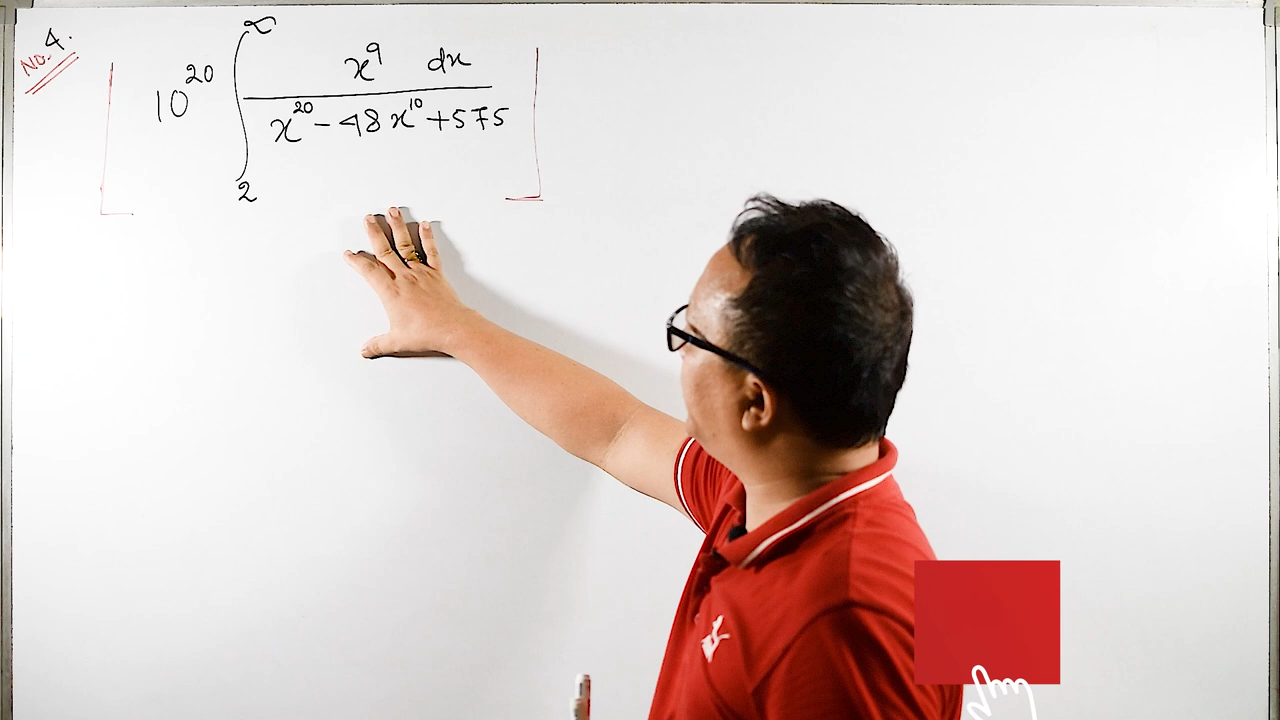 No. 4.
⌊ 10^20 ∫_2^∞ x^9 dx / (x^20 - 48x^10 + 575) ⌋